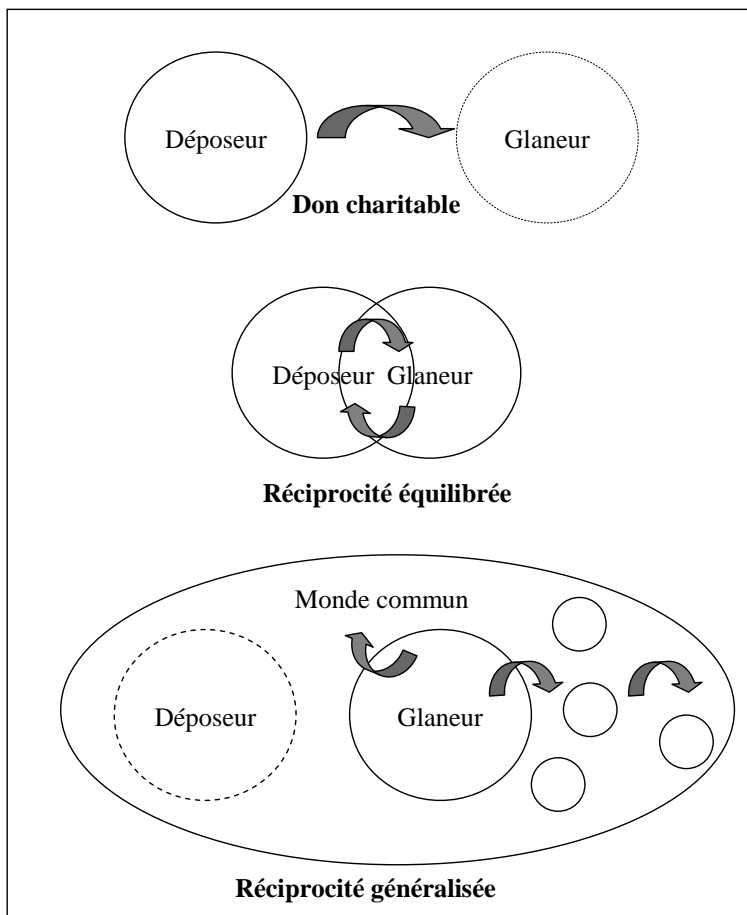 Déposeur
Glaneur
Don charitable
Déposeur Glaneur
Réciprocité équilibrée
Monde commun
Déposeur
Glaneur
Réciprocité généralisée